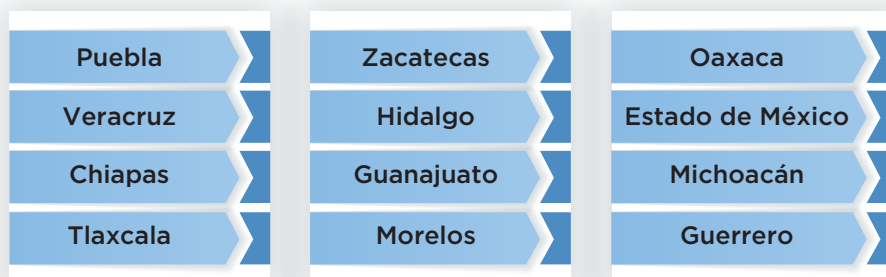 Puebla
Veracruz
Chiapas
Tlaxcala
Zacatecas
Hidalgo
Guanajuato
Morelos
Oaxaca
Estado de México
Michoacán
Guerrero